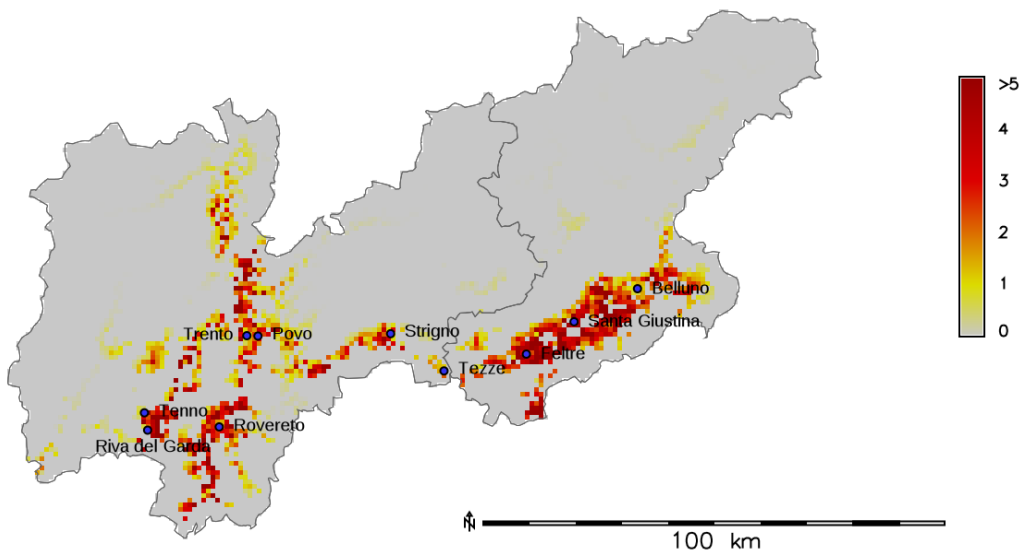 >5
4
3
2
1
0
Belluno
Santa Giustina
Trento
Povo
Strigno
Feltre
Tezze
Tenno
Rovereto
Riva del Garda
N
100 km